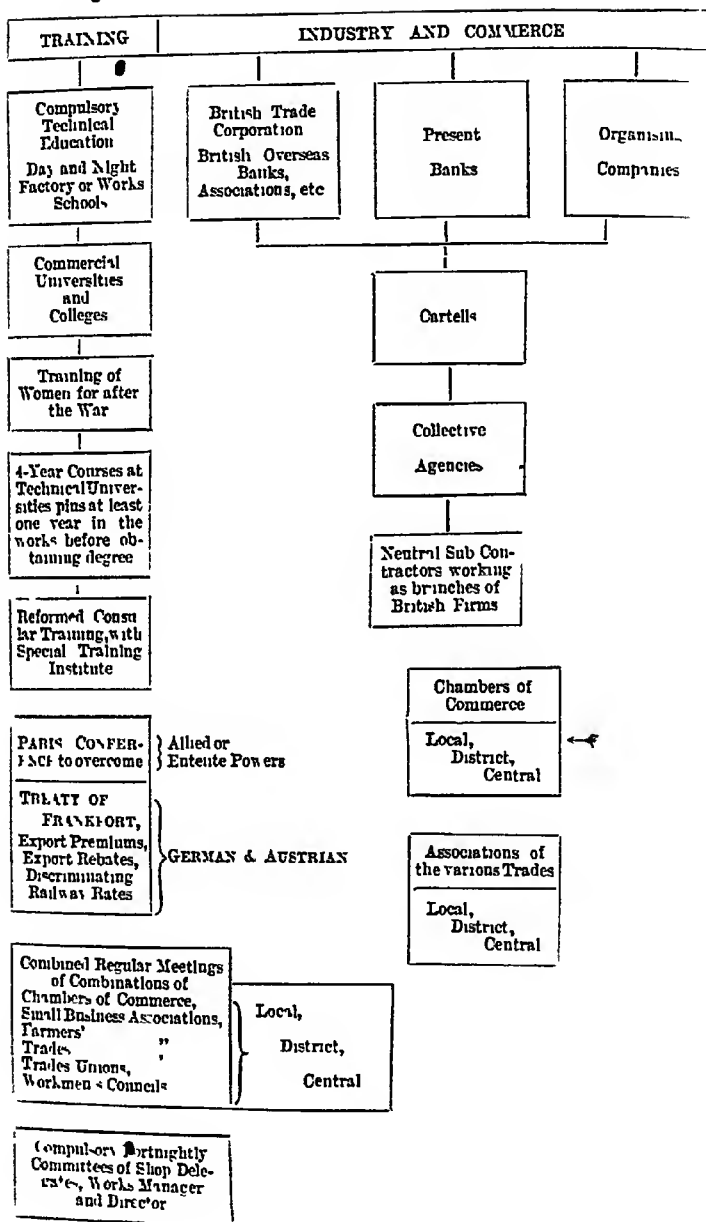 TRAINING
INDUSTRY AND COMMERCE
Compulsory
Technical
Education
Day and Night
Factory or Works
Schools
British Trade
Corporation
British Overseas
Banks,
Associations, etc
Present
Banks
Companies
Commercial
Universities
and
Colleges
Cartells
Training of
Women for after
the War
Collective
Agencies
4-Year Courses at
Technical Univer-
sities plus at least
one year in the
works before ob-
taining degree
Neutral Sub Con-
tractors working
as branches of
British Firms
Reformed Consu
lar Training, with
Special Training
Institute
Chambers of
Commerce
Local,
District,
Central
PARIS CONFER-
ENCE to overcome
Allied or
Entente Powers
TREATY OF
FRANKFORT,
Export Premiums,
Export Rebates,
Discriminating
Railway Rates
GERMAN & AUSTRIAN
Associations of
the various Trades
Local,
District,
Central
Combined Regular Meetings
of Combinations of
Chambers of Commerce,
Small Business Associations,
Farmers'
Trades "
Trades Unions,
Workmen s Councils
Local,
District,
Central
Compulsory Fortnightly
Committees of Shop Dele-
gates, Works Manager
and Director